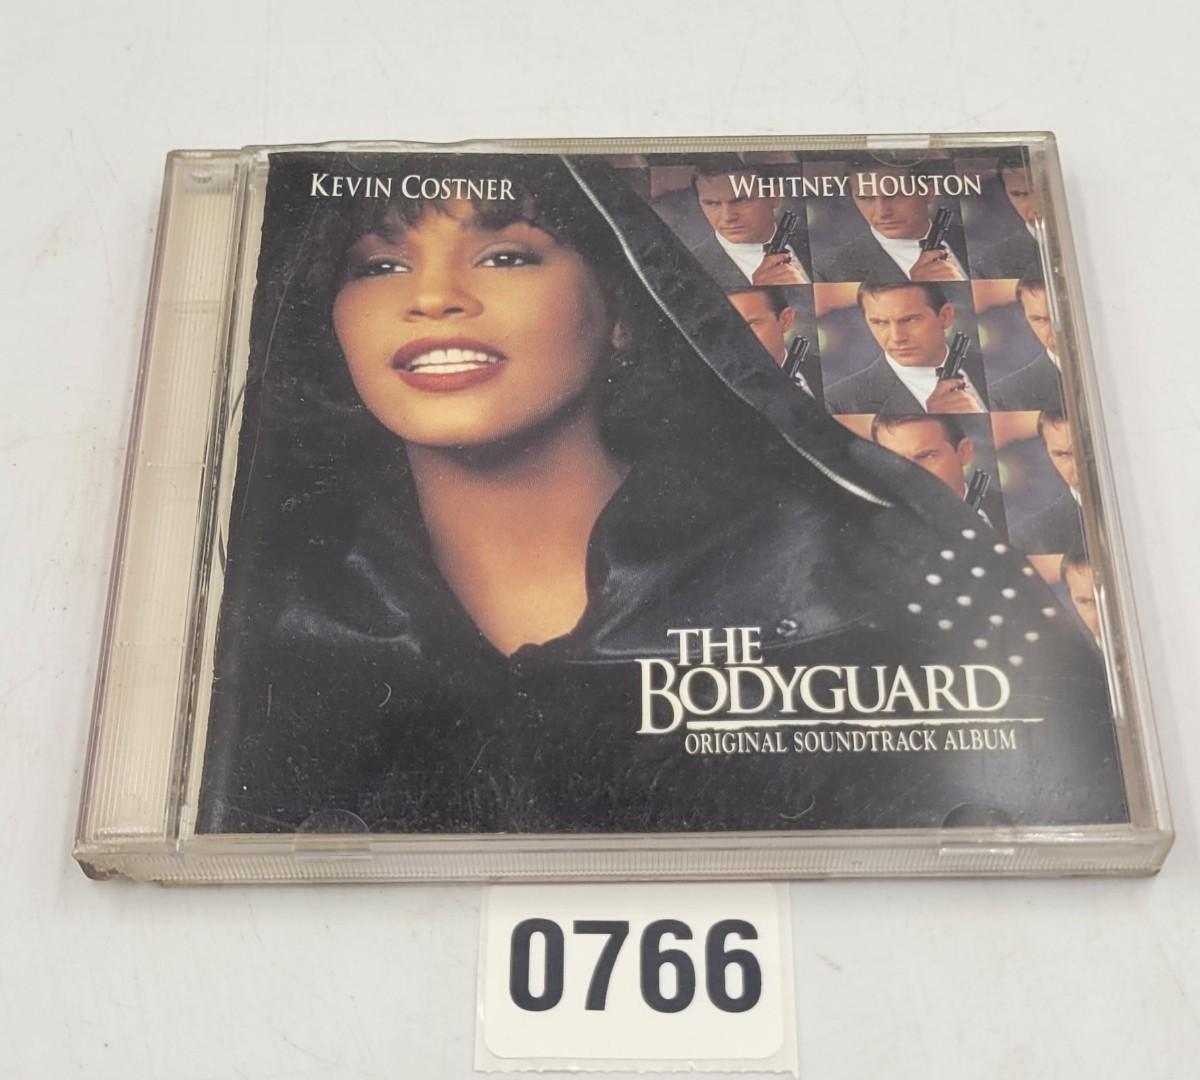 KEVIN COSTNER
WHITNEY HOUSTON
THE
BODYGUARD
ORIGINAL SOUNDTRACK ALBUM
0766